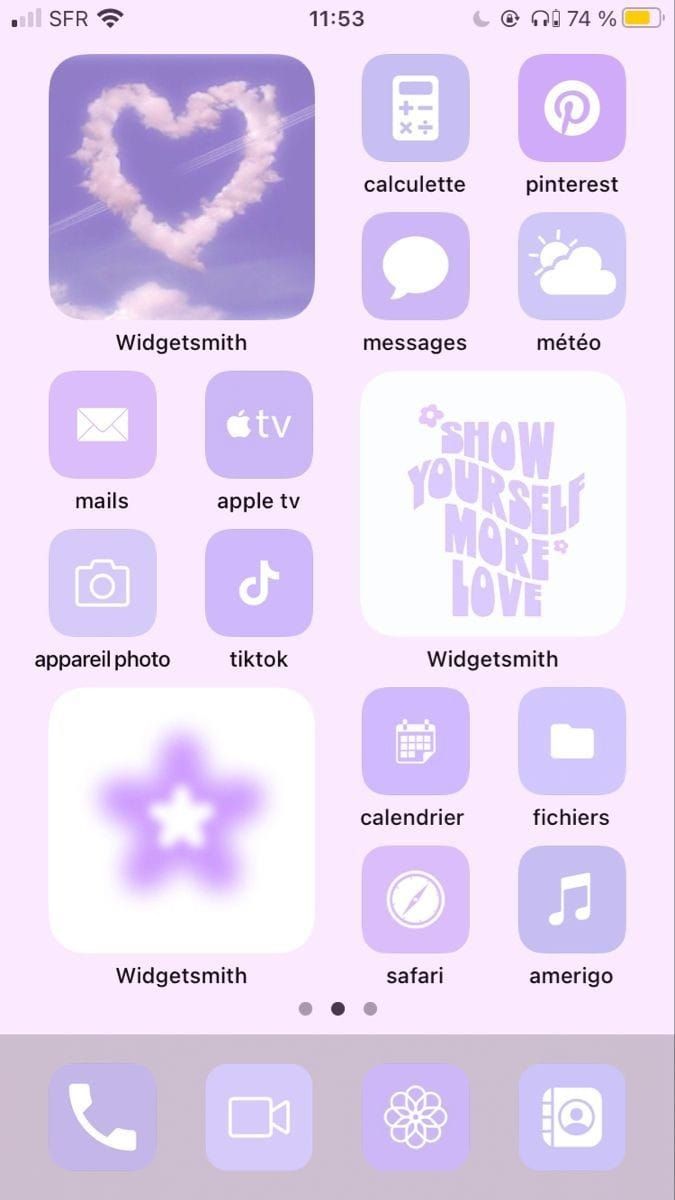 SFR 11:53 74 %
calculette pinterest
Widgetsmith messages météo
tv
mails apple tv
SHOW
YOURSELF
MORE
LOVE
appareil photo tiktok Widgetsmith
calendrier fichiers
Widgetsmith safari amerigo